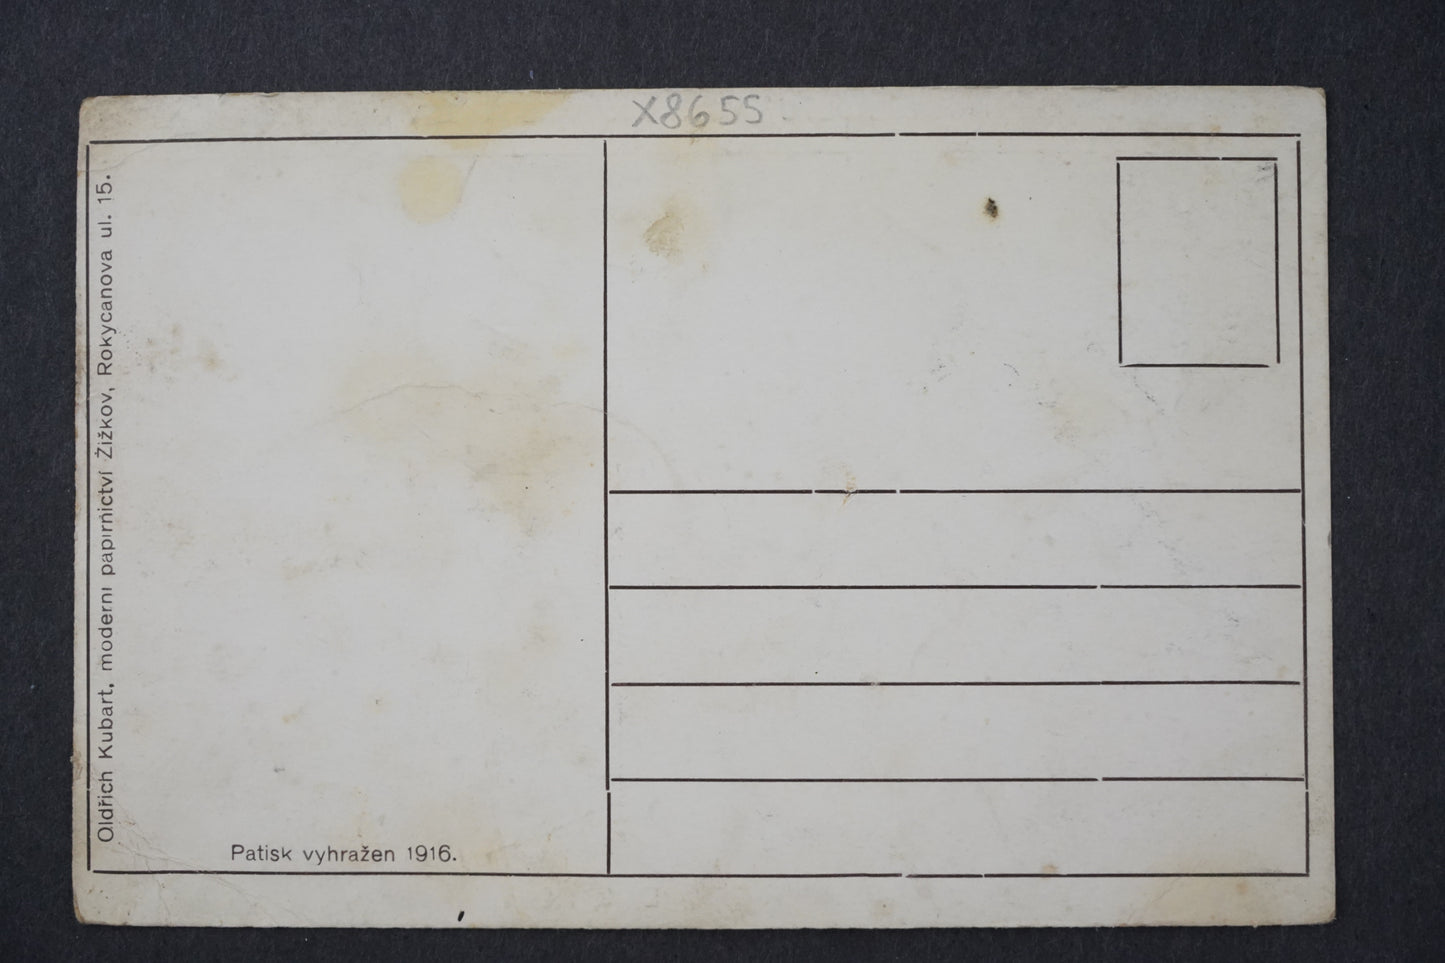 X8655
Oldřich Kubart, moderní papírnictví Žižkov, Rokycanova ul. 15.
Patisk vyhražen 1916.